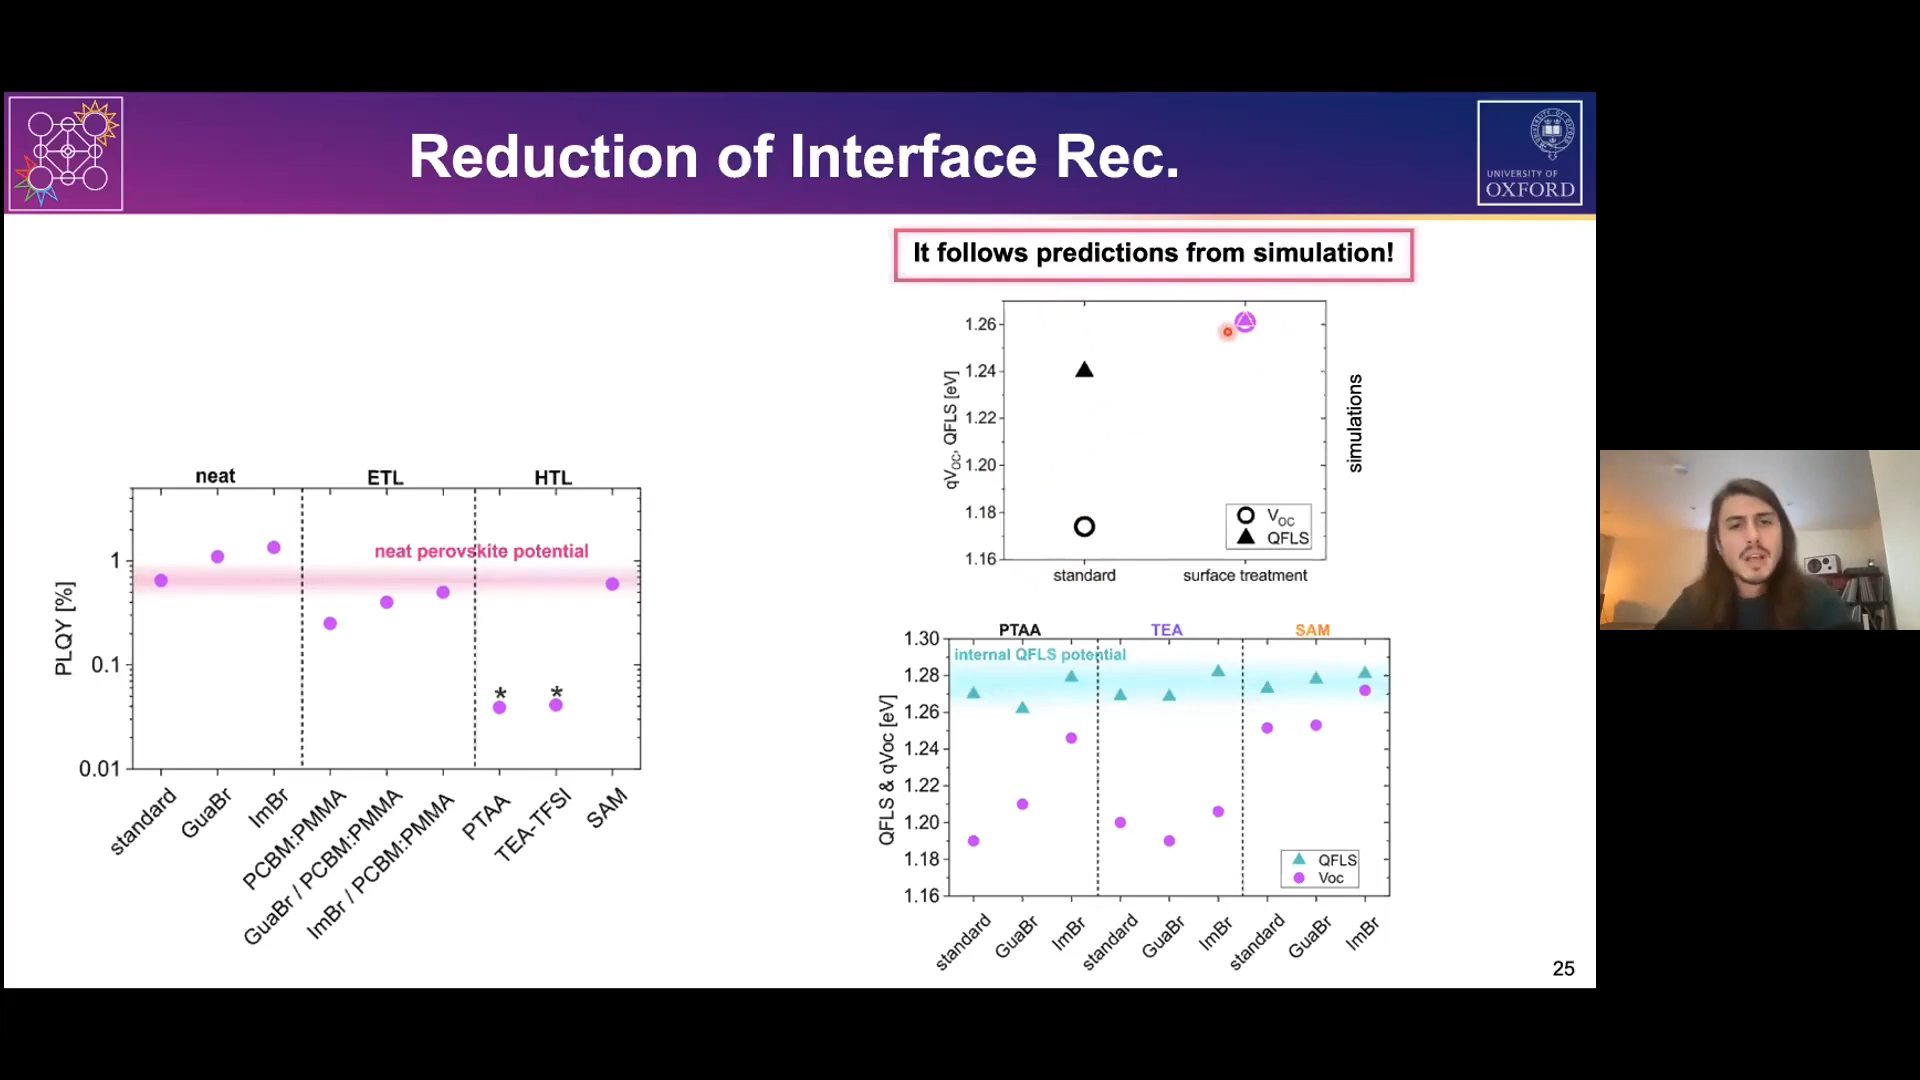 Reduction of Interface Rec.
UNIVERSITY OF
OXFORD
It follows predictions from simulation!
1.26
1.24
1.22
1.20
1.18
1.16
qVOC, QFLS [eV]
VOC
QFLS
standard
surface treatment
simulations
neat
ETL
HTL
neat perovskite potential
1
0.1
0.01
PLQY [%]
*
*
standard
GuaBr
ImBr
PCBM:PMMA
GuaBr / PCBM:PMMA
ImBr / PCBM:PMMA
PTAA
TEA-TFSI
SAM
PTAA
TEA
SAM
internal QFLS potential
1.30
1.28
1.26
1.24
1.22
1.20
1.18
1.16
QFLS & qVoc [eV]
QFLS
Voc
standard
GuaBr
ImBr
standard
GuaBr
ImBr
standard
GuaBr
ImBr
25